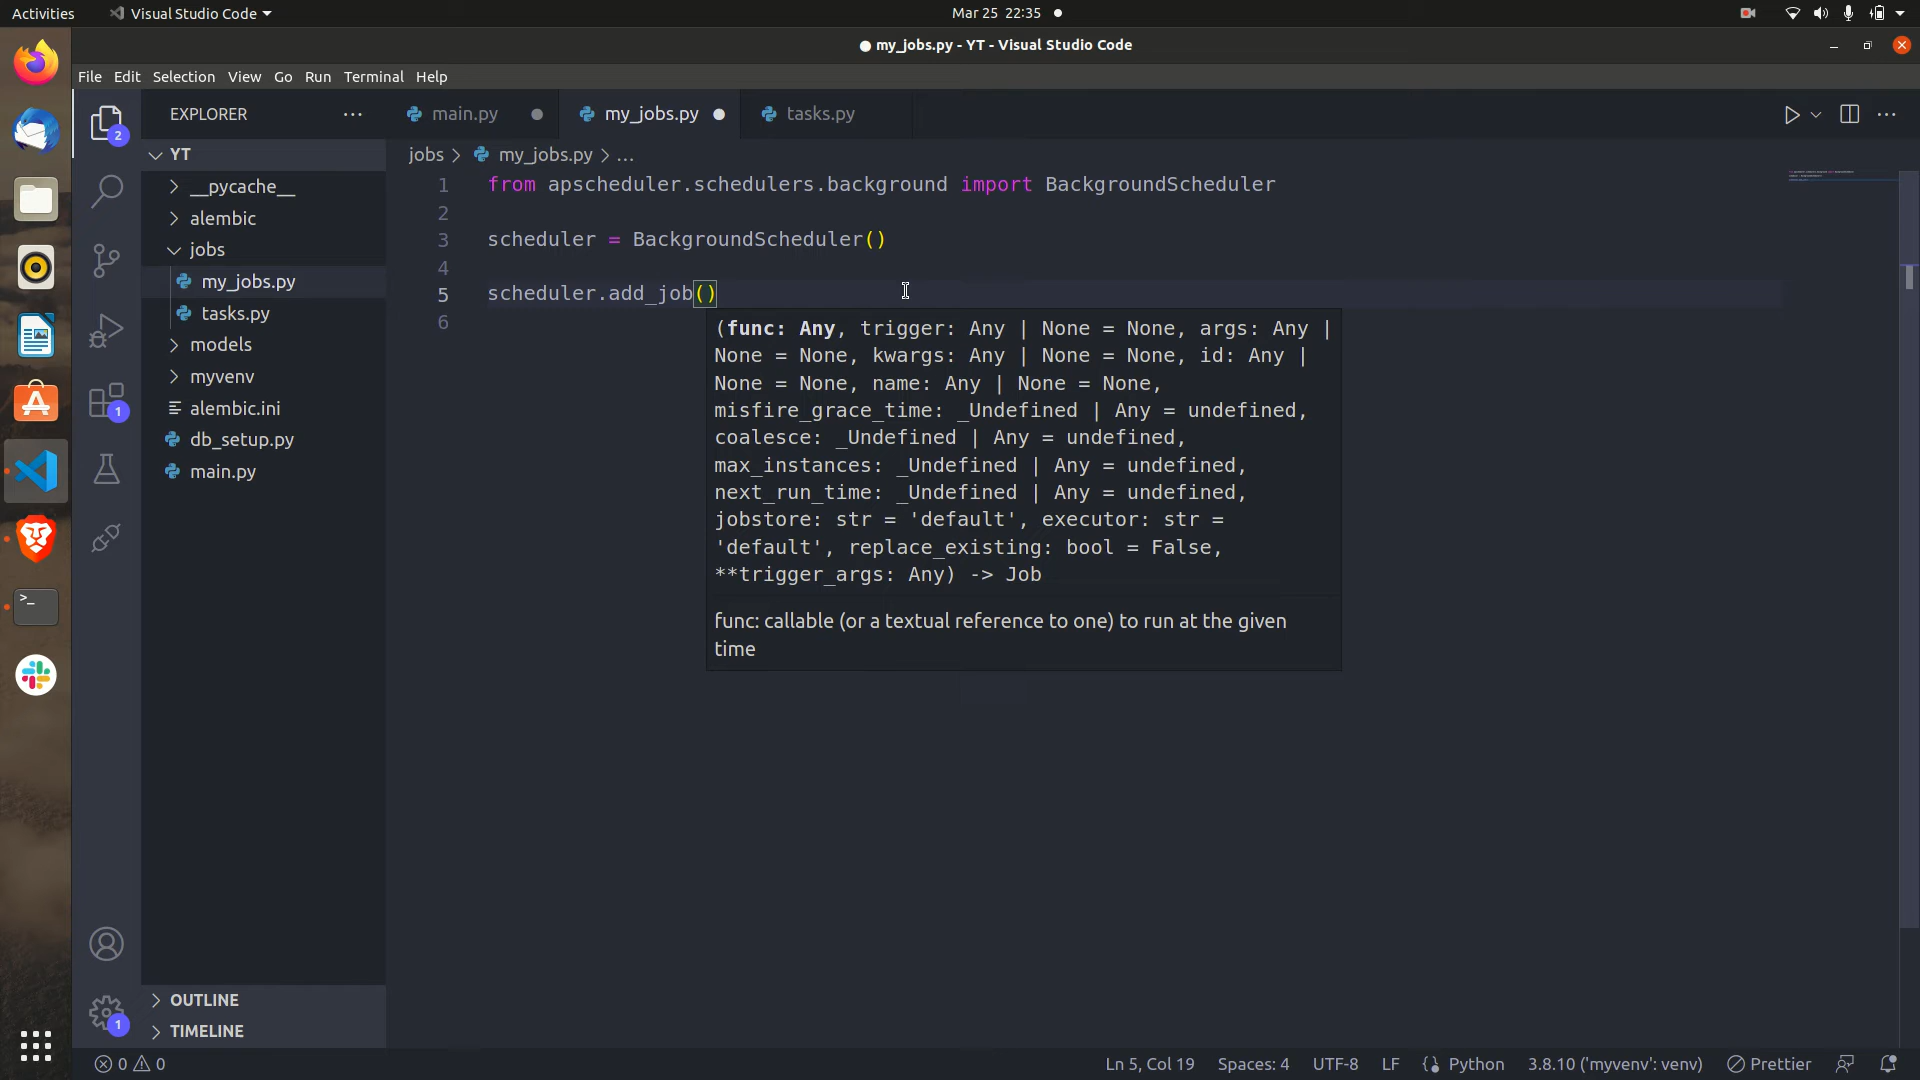 Activities Visual Studio Code Mar 25 22:35
my_jobs.py - YT - Visual Studio Code
File Edit Selection View Go Run Terminal Help
2
EXPLORER
main.py my_jobs.py tasks.py
YT
__pycache__
alembic
jobs
my_jobs.py
tasks.py
models
myvenv
alembic.ini
db_setup.py
main.py
OUTLINE
TIMELINE
1
1
jobs > my_jobs.py > ...
1 from apscheduler.schedulers.background import BackgroundScheduler
2
3 scheduler = BackgroundScheduler()
4
5 scheduler.add_job()
6
(func: Any, trigger: Any | None = None, args: Any |
None = None, kwargs: Any | None = None, id: Any |
None = None, name: Any | None = None,
misfire_grace_time: _Undefined | Any = undefined,
coalesce: _Undefined | Any = undefined,
max_instances: _Undefined | Any = undefined,
next_run_time: _Undefined | Any = undefined,
jobstore: str = 'default', executor: str =
'default', replace_existing: bool = False,
**trigger_args: Any) -> Job
func: callable (or a textual reference to one) to run at the given
time
0 0 Ln 5, Col 19 Spaces: 4 UTF-8 LF Python 3.8.10 ('myvenv': venv) Prettier